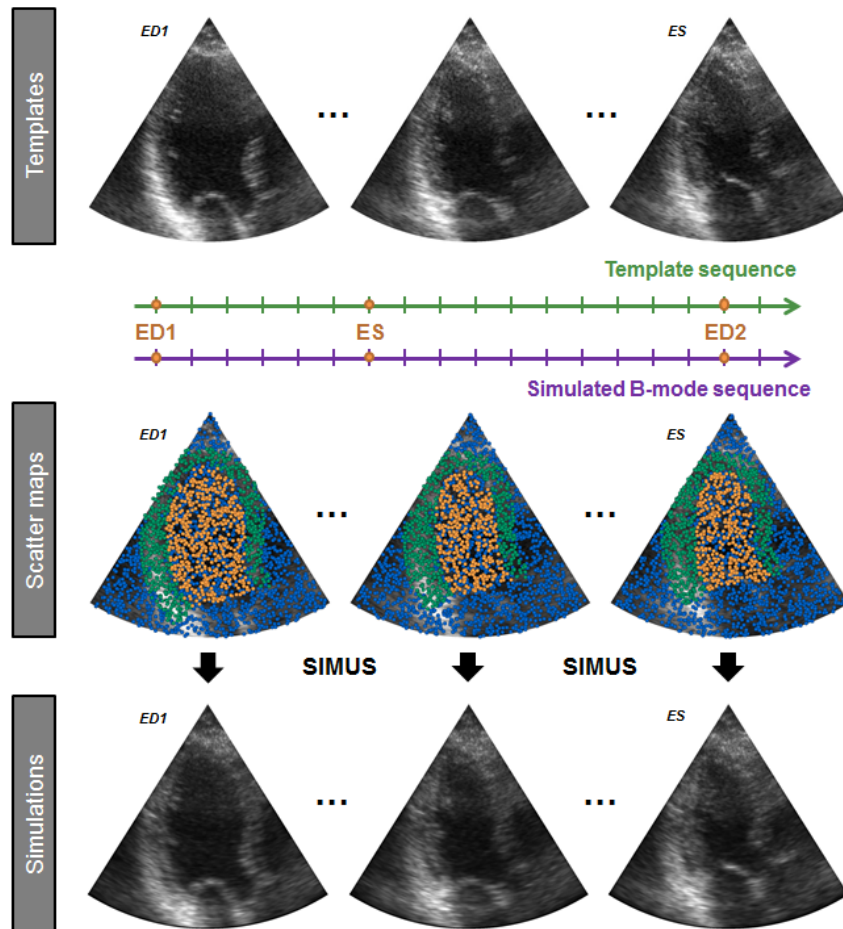 Templates
ED1
...
...
ES
Template sequence
ED1
ES
ED2
Simulated B-mode sequence
Scatter maps
ED1
...
...
ES
SIMUS
SIMUS
Simulations
ED1
...
...
ES